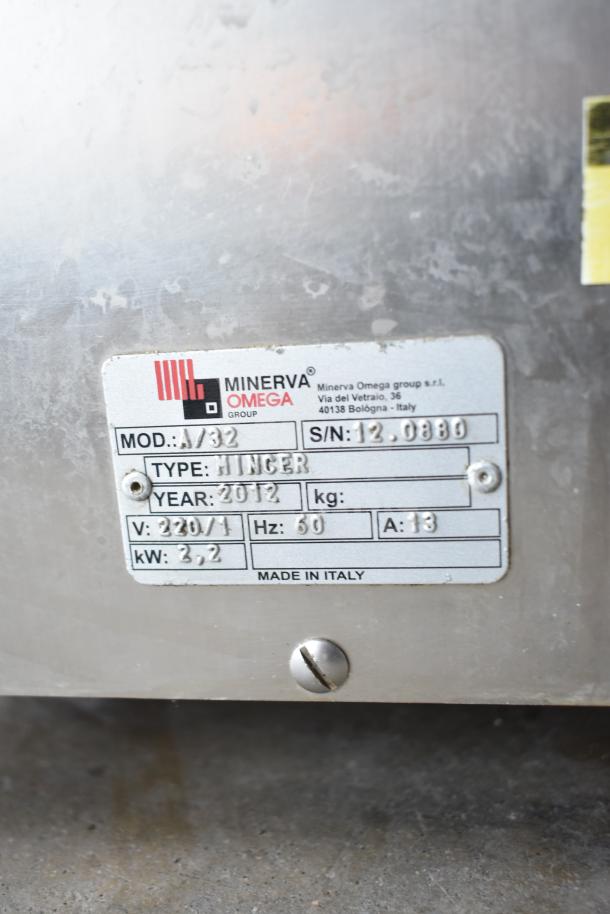 MINERVA®
OMEGA
GROUP
Minerva Omega group s.r.l.
Via del Vetraio, 36
40138 Bologna - Italy
MOD.: A/32
S/N: 12.0880
TYPE: MINCER
YEAR: 2012
kg:
V: 220/1
Hz: 60
A: 13
kW: 2,2
MADE IN ITALY